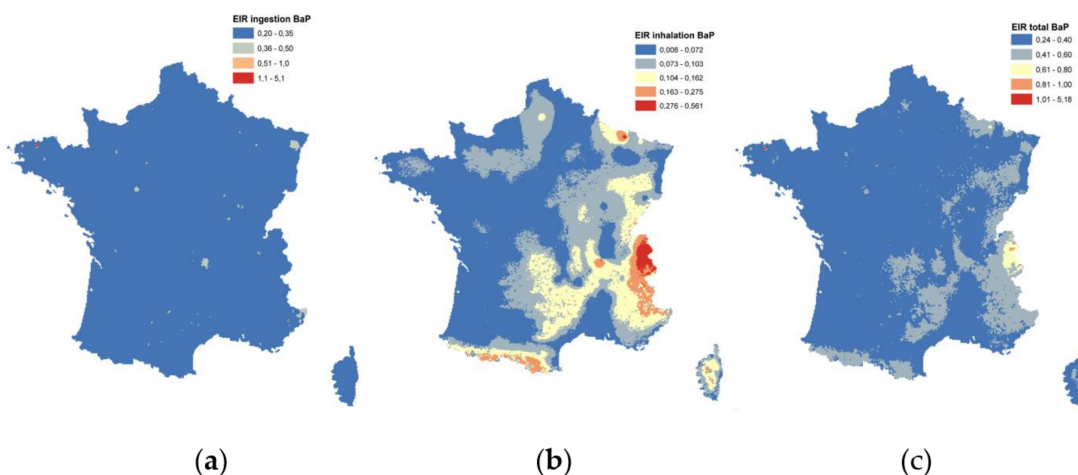 EIR ingestion BaP
0,20 - 0,35
0,36 - 0,50
0,51 - 1,0
1,1 - 5,1
EIR inhalation BaP
0,008 - 0,072
0,073 - 0,103
0,104 - 0,162
0,163 - 0,275
0,276 - 0,561
EIR total BaP
0,24 - 0,40
0,41 - 0,60
0,61 - 0,80
0,81 - 1,00
1,01 - 5,18
(a)
(b)
(c)